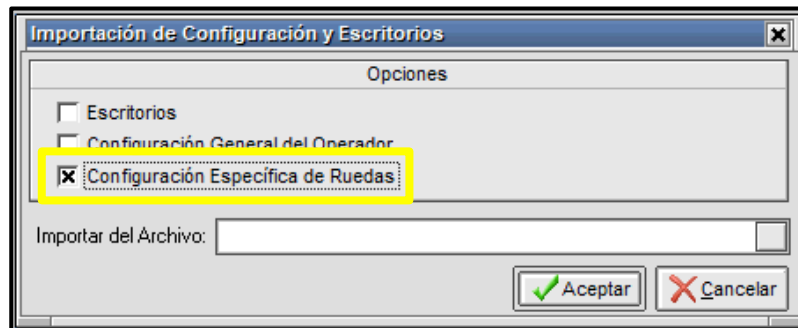 Importación de Configuración y Escritorios
Opciones
Escritorios
Configuración General del Operador
Configuración Específica de Ruedas
Importar del Archivo:
Aceptar Cancelar